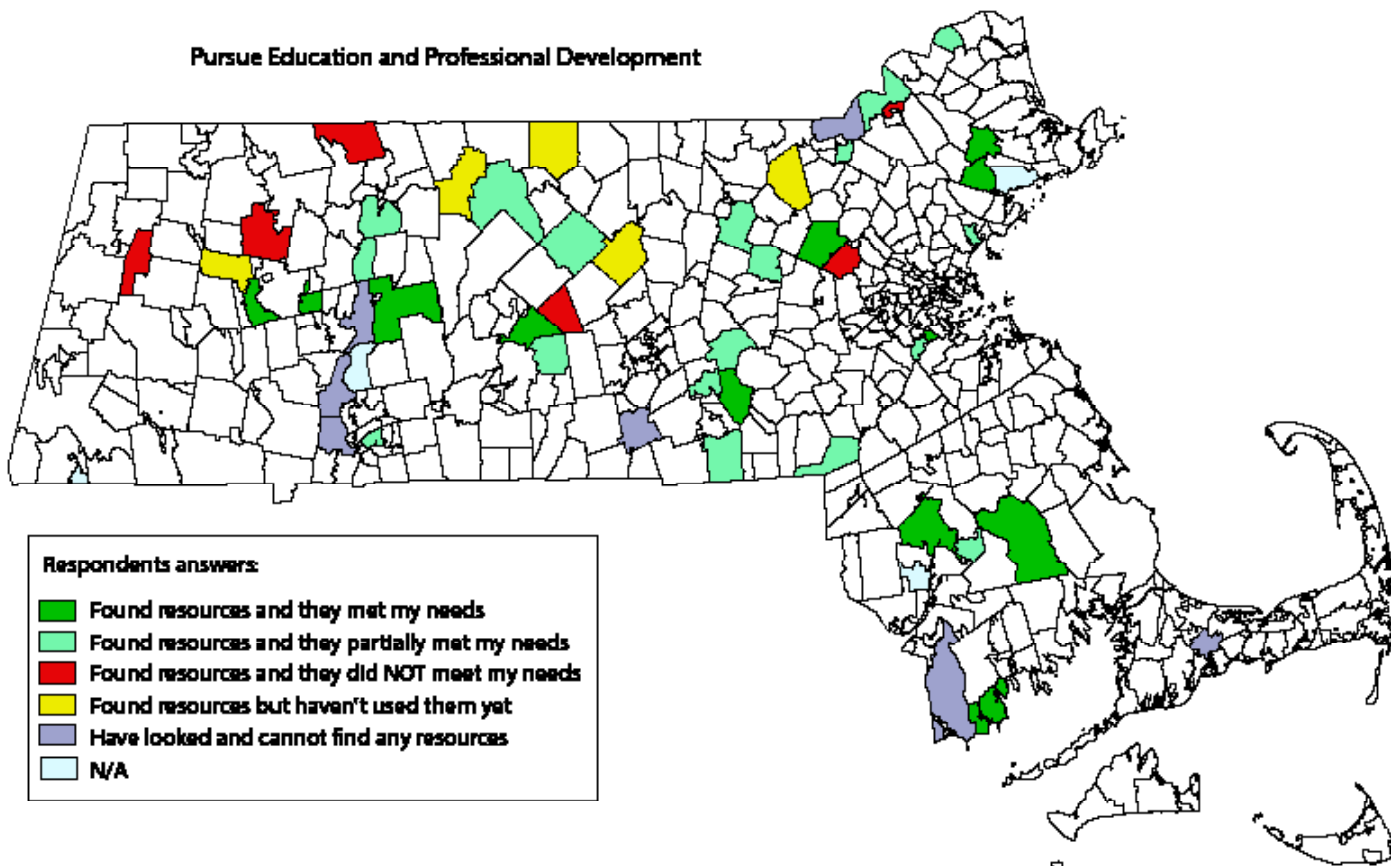 Pursue Education and Professional Development
Respondents answers:
Found resources and they met my needs
Found resources and they partially met my needs
Found resources and they did NOT meet my needs
Found resources but haven't used them yet
Have looked and cannot find any resources
N/A